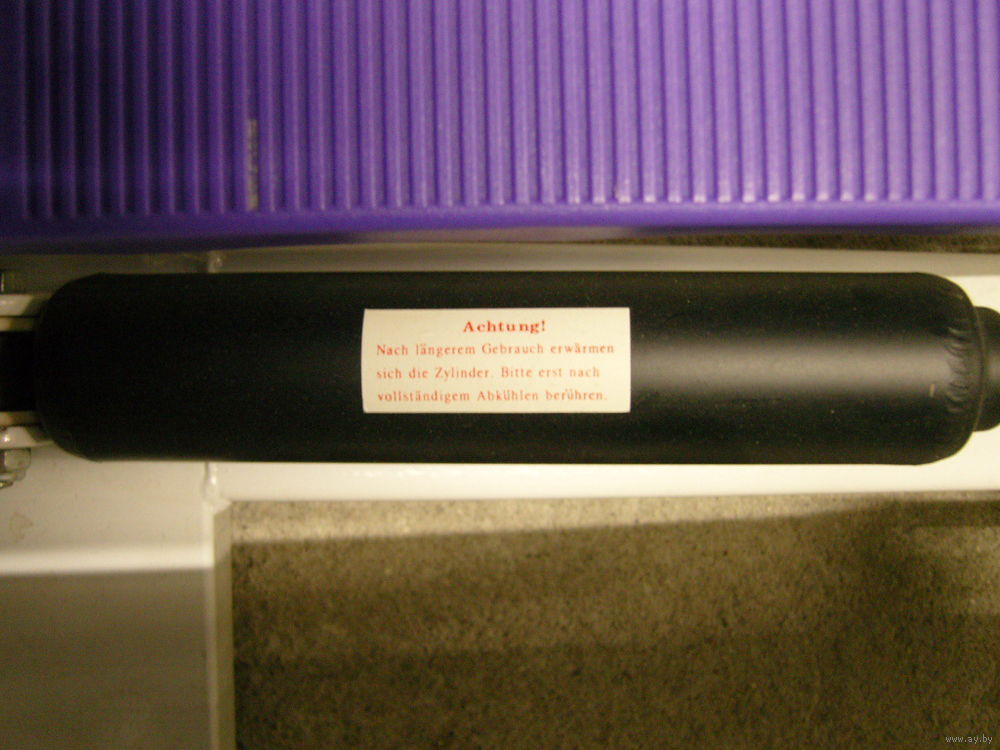 Achtung!
Nach längerem Gebrauch erwärmen
sich die Zylinder. Bitte erst nach
vollständigem Abkühlen berühren.
www.ay.by